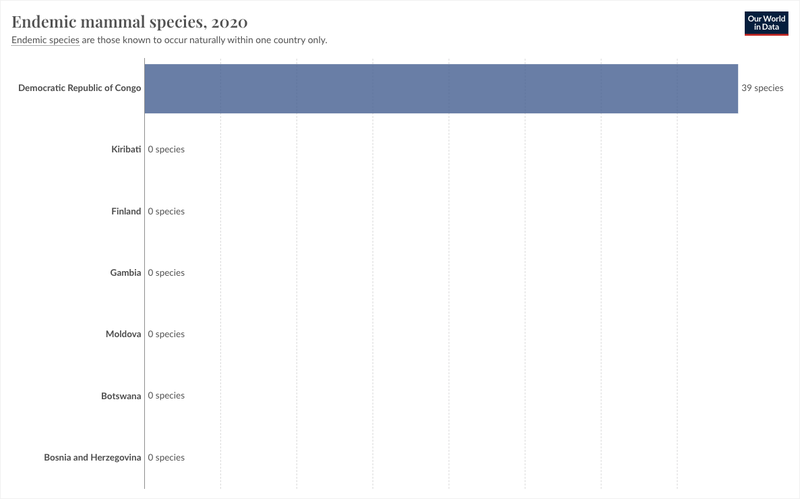 Endemic mammal species, 2020
Our World
in Data
Endemic species are those known to occur naturally within one country only.
Democratic Republic of Congo 39 species
Kiribati 0 species
Finland 0 species
Gambia 0 species
Moldova 0 species
Botswana 0 species
Bosnia and Herzegovina 0 species